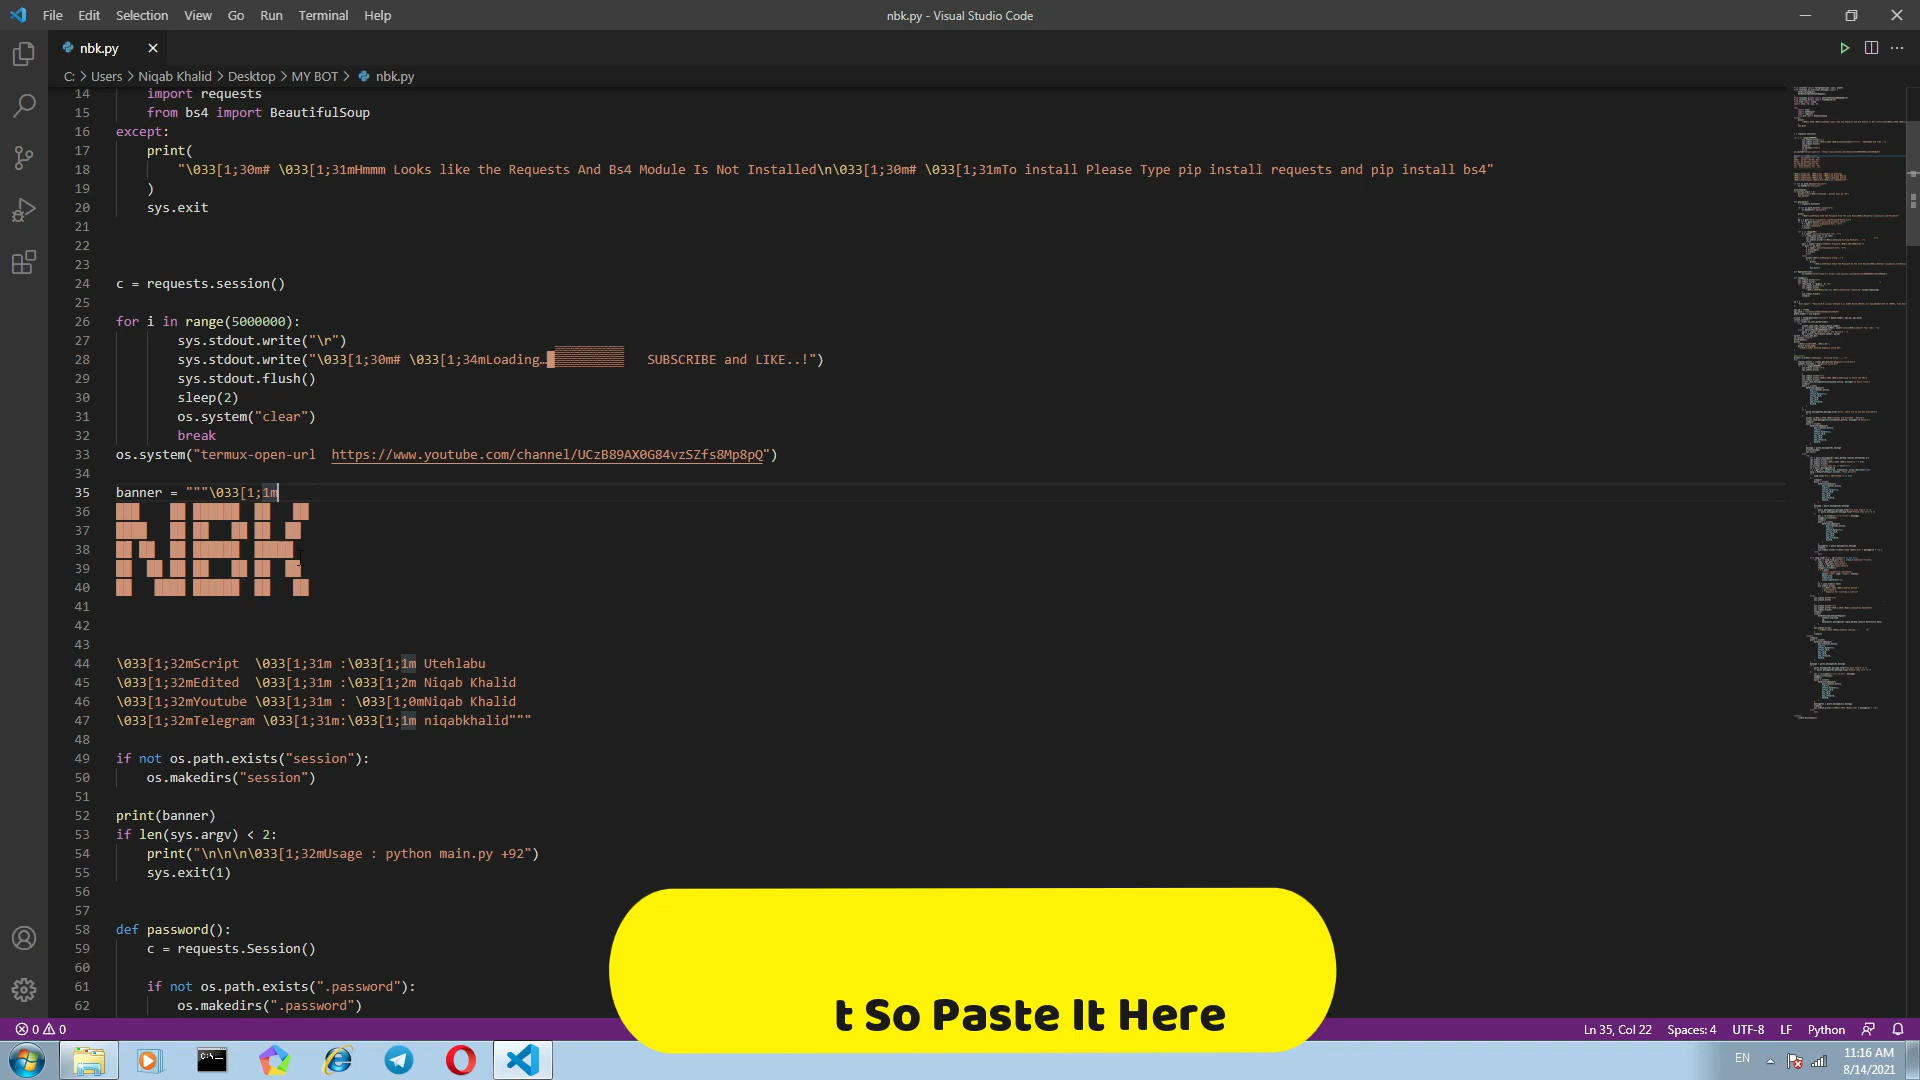 File Edit Selection View Go Run Terminal Help
nbk.py - Visual Studio Code
nbk.py
C: > Users > Niqab Khalid > Desktop > MY BOT > nbk.py
14 import requests
15 from bs4 import BeautifulSoup
16 except:
17 print(
18 "\033[1;30m# \033[1;31mHmmm Looks like the Requests And Bs4 Module Is Not Installed\n\033[1;30m# \033[1;31mTo install Please Type pip install requests and pip install bs4"
19 )
20 sys.exit
21
22
23
24 c = requests.session()
25
26 for i in range(5000000):
27 sys.stdout.write("\r")
28 sys.stdout.write("\033[1;30m# \033[1;34mLoading…█▒▒▒▒▒▒▒▒▒ SUBSCRIBE and LIKE..!")
29 sys.stdout.flush()
30 sleep(2)
31 os.system("clear")
32 break
33 os.system("termux-open-url https://www.youtube.com/channel/UCzB89AX0G84vzSZfs8Mp8pQ")
34
35 banner = """\033[1;1m
36 NBK
37
38
39
40
41
42
43
44 \033[1;32mScript \033[1;31m :\033[1;1m Utehlabu
45 \033[1;32mEdited \033[1;31m :\033[1;2m Niqab Khalid
46 \033[1;32mYoutube \033[1;31m : \033[1;0mNiqab Khalid
47 \033[1;32mTelegram \033[1;31m:\033[1;1m niqabkhalid"""
48
49 if not os.path.exists("session"):
50 os.makedirs("session")
51
52 print(banner)
53 if len(sys.argv) < 2:
54 print("\n\n\n\033[1;32mUsage : python main.py +92")
55 sys.exit(1)
56
57
58 def password():
59 c = requests.Session()
60
61 if not os.path.exists(".password"):
62 os.makedirs(".password")
t So Paste It Here
0 0
Ln 35, Col 22 Spaces: 4 UTF-8 LF Python
EN
11:16 AM
8/14/2021